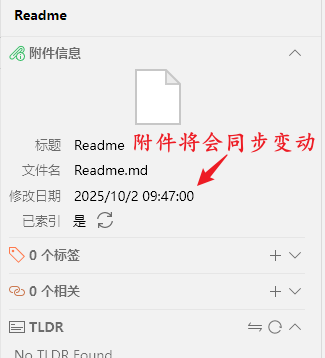 Readme
附件信息
标题 Readme 附件将会同步变动
文件名 Readme.md
修改日期 2025/10/2 09:47:00
已索引 是
0 个标签
0 个相关
TLDR
No TLDR Found